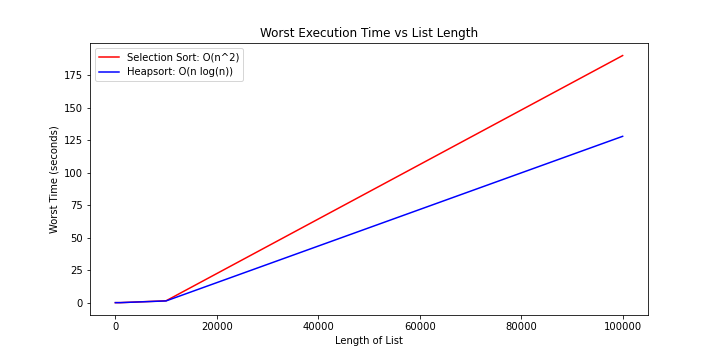 Worst Execution Time vs List Length
Selection Sort: O(n^2)
Heapsort: O(n log(n))
175
150
125
100
75
50
25
0
Worst Time (seconds)
0 20000 40000 60000 80000 100000
Length of List